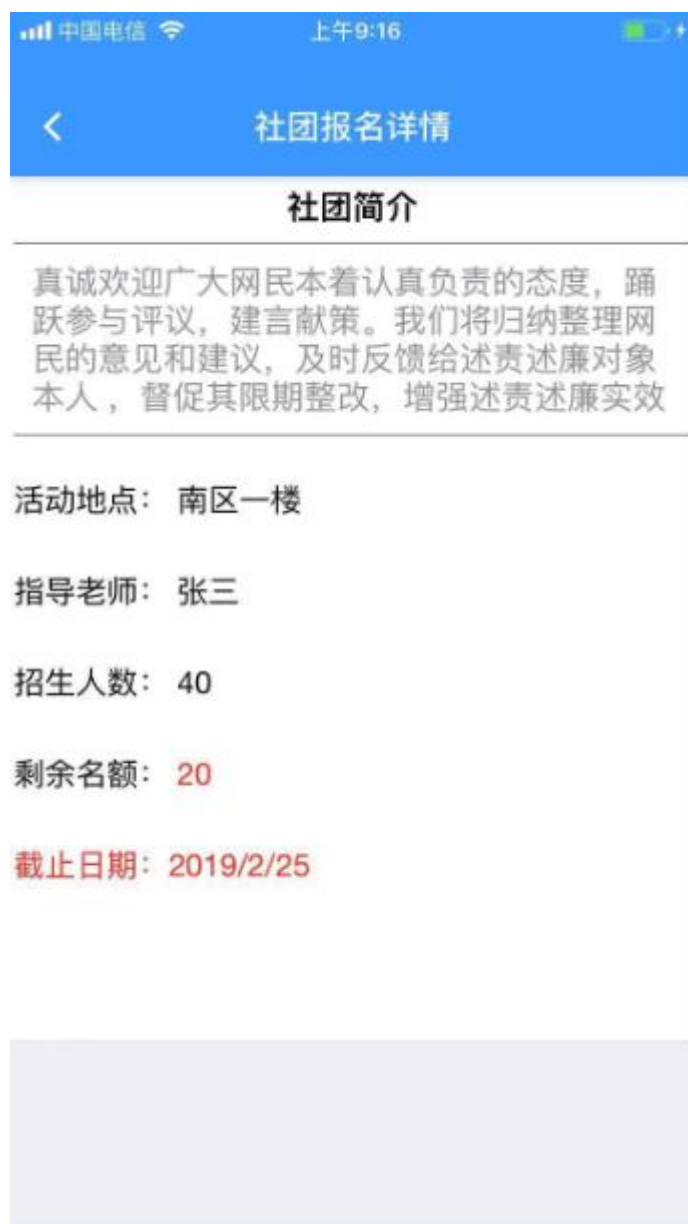 中国电信 上午9:16
社团报名详情
社团简介
真诚欢迎广大网民本着认真负责的态度，踊
跃参与评议，建言献策。我们将归纳整理网
民的意见和建议，及时反馈给述责述廉对象
本人 ，督促其限期整改，增强述责述廉实效
活动地点： 南区一楼
指导老师： 张三
招生人数： 40
剩余名额： 20
截止日期：2019/2/25